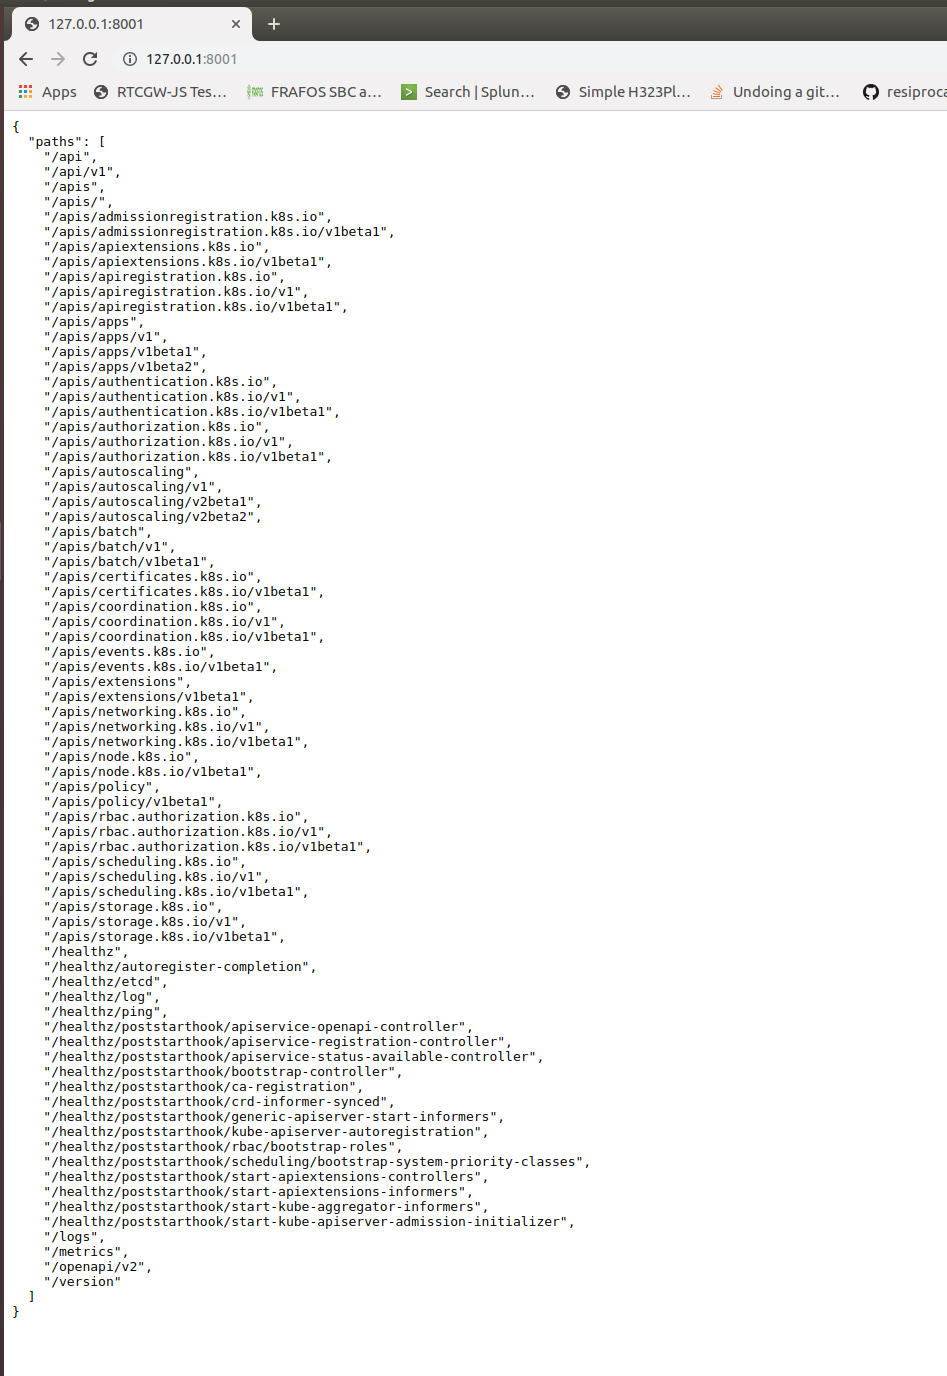 127.0.0.1:8001
127.0.0.1:8001
Apps RTCGW-JS Tes... FRAFOS SBC a... Search | Splun... Simple H323Pl... Undoing a git... resiproca
{
  "paths": [
    "/api",
    "/api/v1",
    "/apis",
    "/apis/",
    "/apis/admissionregistration.k8s.io",
    "/apis/admissionregistration.k8s.io/v1beta1",
    "/apis/apiextensions.k8s.io",
    "/apis/apiextensions.k8s.io/v1beta1",
    "/apis/apiregistration.k8s.io",
    "/apis/apiregistration.k8s.io/v1",
    "/apis/apiregistration.k8s.io/v1beta1",
    "/apis/apps",
    "/apis/apps/v1",
    "/apis/apps/v1beta1",
    "/apis/apps/v1beta2",
    "/apis/authentication.k8s.io",
    "/apis/authentication.k8s.io/v1",
    "/apis/authentication.k8s.io/v1beta1",
    "/apis/authorization.k8s.io",
    "/apis/authorization.k8s.io/v1",
    "/apis/authorization.k8s.io/v1beta1",
    "/apis/autoscaling",
    "/apis/autoscaling/v1",
    "/apis/autoscaling/v2beta1",
    "/apis/autoscaling/v2beta2",
    "/apis/batch",
    "/apis/batch/v1",
    "/apis/batch/v1beta1",
    "/apis/certificates.k8s.io",
    "/apis/certificates.k8s.io/v1beta1",
    "/apis/coordination.k8s.io",
    "/apis/coordination.k8s.io/v1",
    "/apis/coordination.k8s.io/v1beta1",
    "/apis/events.k8s.io",
    "/apis/events.k8s.io/v1beta1",
    "/apis/extensions",
    "/apis/extensions/v1beta1",
    "/apis/networking.k8s.io",
    "/apis/networking.k8s.io/v1",
    "/apis/networking.k8s.io/v1beta1",
    "/apis/node.k8s.io",
    "/apis/node.k8s.io/v1beta1",
    "/apis/policy",
    "/apis/policy/v1beta1",
    "/apis/rbac.authorization.k8s.io",
    "/apis/rbac.authorization.k8s.io/v1",
    "/apis/rbac.authorization.k8s.io/v1beta1",
    "/apis/scheduling.k8s.io",
    "/apis/scheduling.k8s.io/v1",
    "/apis/scheduling.k8s.io/v1beta1",
    "/apis/storage.k8s.io",
    "/apis/storage.k8s.io/v1",
    "/apis/storage.k8s.io/v1beta1",
    "/healthz",
    "/healthz/autoregister-completion",
    "/healthz/etcd",
    "/healthz/log",
    "/healthz/ping",
    "/healthz/poststarthook/apiservice-openapi-controller",
    "/healthz/poststarthook/apiservice-registration-controller",
    "/healthz/poststarthook/apiservice-status-available-controller",
    "/healthz/poststarthook/bootstrap-controller",
    "/healthz/poststarthook/ca-registration",
    "/healthz/poststarthook/crd-informer-synced",
    "/healthz/poststarthook/generic-apiserver-start-informers",
    "/healthz/poststarthook/kube-apiserver-autoregistration",
    "/healthz/poststarthook/rbac/bootstrap-roles",
    "/healthz/poststarthook/scheduling/bootstrap-system-priority-classes",
    "/healthz/poststarthook/start-apiextensions-controllers",
    "/healthz/poststarthook/start-apiextensions-informers",
    "/healthz/poststarthook/start-kube-aggregator-informers",
    "/healthz/poststarthook/start-kube-apiserver-admission-initializer",
    "/logs",
    "/metrics",
    "/openapi/v2",
    "/version"
  ]
}